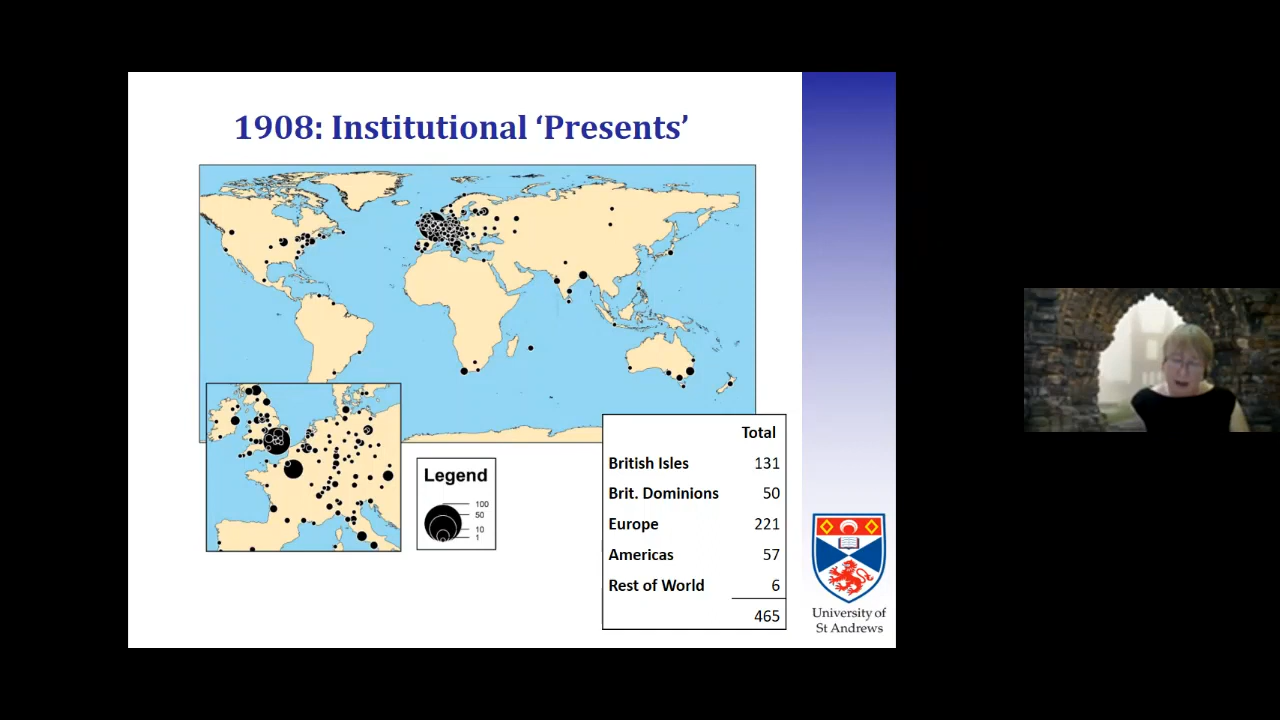 1908: Institutional ‘Presents’
Legend
100
50
10
1
Total
British Isles 131
Brit. Dominions 50
Europe 221
Americas 57
Rest of World 6
465
University of
St Andrews